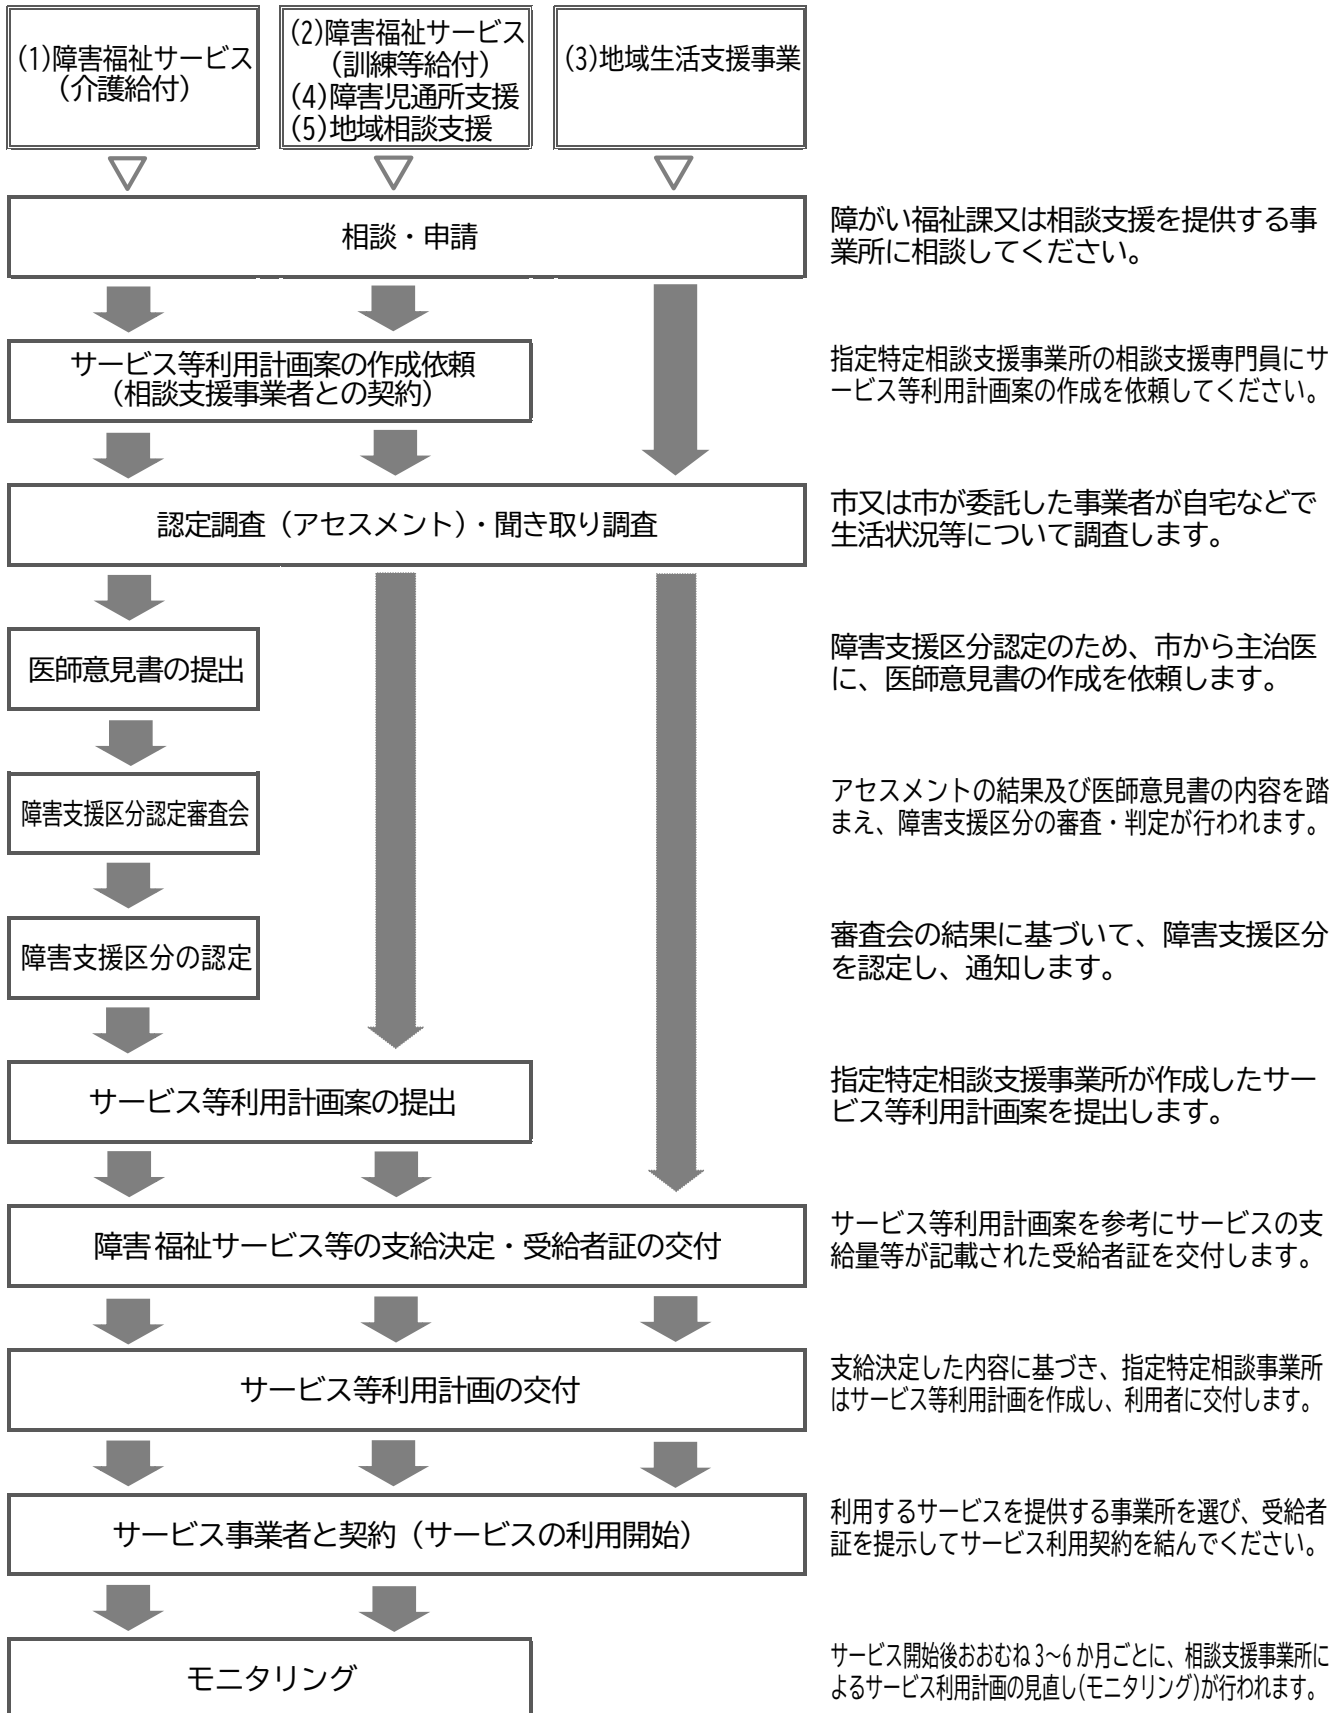 (1)障害福祉サービス
(介護給付)
(2)障害福祉サービス
(訓練等給付)
(4)障害児通所支援
(5)地域相談支援
(3)地域生活支援事業
相談・申請
障がい福祉課又は相談支援を提供する事
業所に相談してください。
サービス等利用計画案の作成依頼
(相談支援事業者との契約)
指定特定相談支援事業所の相談支援専門員にサ
ービス等利用計画案の作成を依頼してください。
認定調査(アセスメント)・聞き取り調査
市又は市が委託した事業者が自宅などで
生活状況等について調査します。
医師意見書の提出
障害支援区分認定のため、市から主治医
に、医師意見書の作成を依頼します。
障害支援区分認定審査会
アセスメントの結果及び医師意見書の内容を踏
まえ、障害支援区分の審査・判定が行われます。
障害支援区分の認定
審査会の結果に基づいて、障害支援区分
を認定し、通知します。
サービス等利用計画案の提出
指定特定相談支援事業所が作成したサー
ビス等利用計画案を提出します。
障害福祉サービス等の支給決定・受給者証の交付
サービス等利用計画案を参考にサービスの支
給量等が記載された受給者証を交付します。
サービス等利用計画の交付
支給決定した内容に基づき、指定特定相談事業所
はサービス等利用計画を作成し、利用者に交付します。
サービス事業者と契約(サービスの利用開始)
利用するサービスを提供する事業所を選び、受給者
証を提示してサービス利用契約を結んでください。
モニタリング
サービス開始後おおむね3～6か月ごとに、相談支援事業所に
よるサービス利用計画の見直し(モニタリング)が行われます。